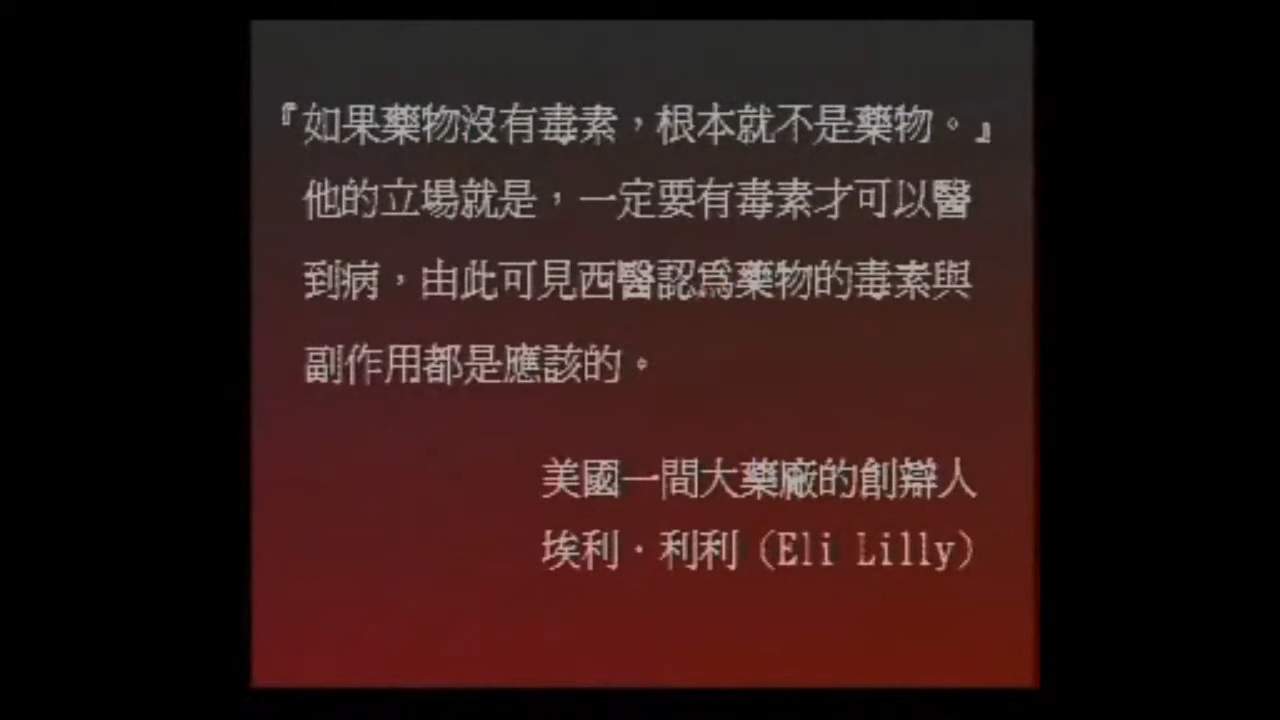 『如果藥物沒有毒素，根本就不是藥物。』
他的立場就是，一定要有毒素才可以醫
到病，由此可見西醫認爲藥物的毒素與
副作用都是應該的。
美國一間大藥廠的創辯人
埃利·利利 (Eli Lilly)